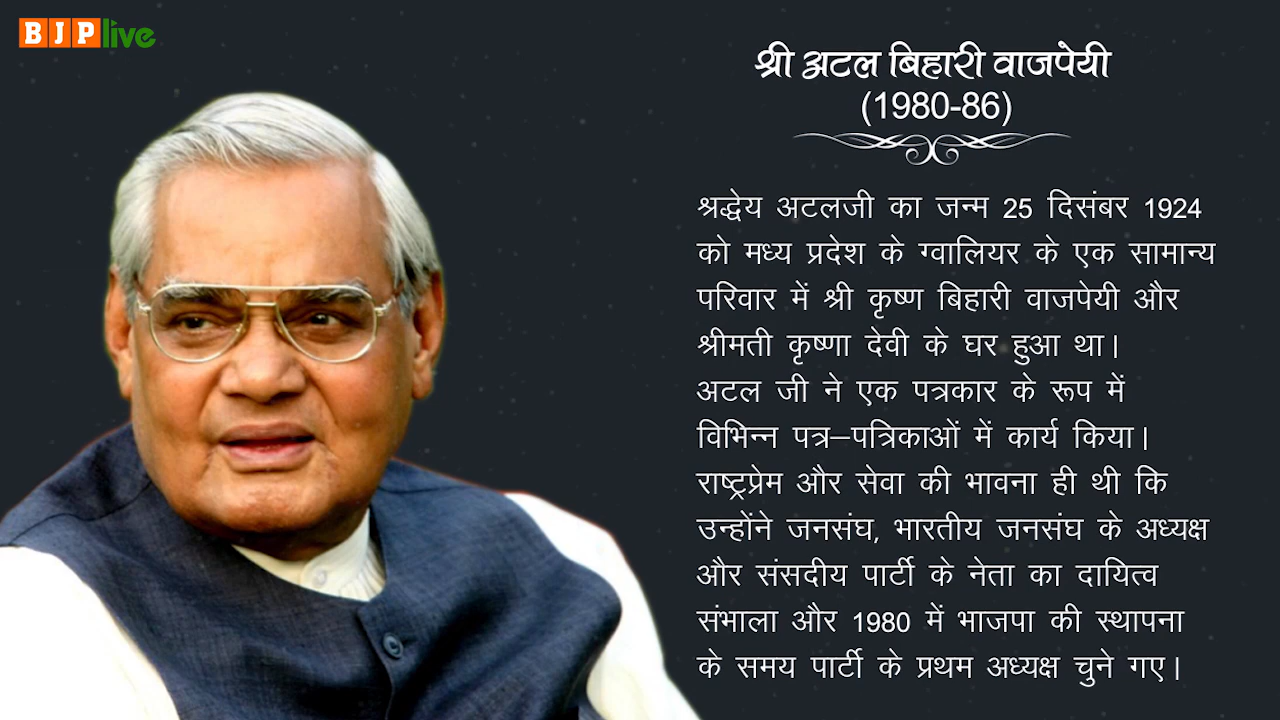 BJPlive
श्री अटल बिहारी वाजपेयी
(1980-86)
श्रद्धेय अटलजी का जन्म 25 दिसंबर 1924
को मध्य प्रदेश के ग्वालियर के एक सामान्य
परिवार में श्री कृष्ण बिहारी वाजपेयी और
श्रीमती कृष्णा देवी के घर हुआ था।
अटल जी ने एक पत्रकार के रूप में
विभिन्न पत्र–पत्रिकाओं में कार्य किया।
राष्ट्रप्रेम और सेवा की भावना ही थी कि
उन्होंने जनसंघ, भारतीय जनसंघ के अध्यक्ष
और संसदीय पार्टी के नेता का दायित्व
संभाला और 1980 में भाजपा की स्थापना
के समय पार्टी के प्रथम अध्यक्ष चुने गए।